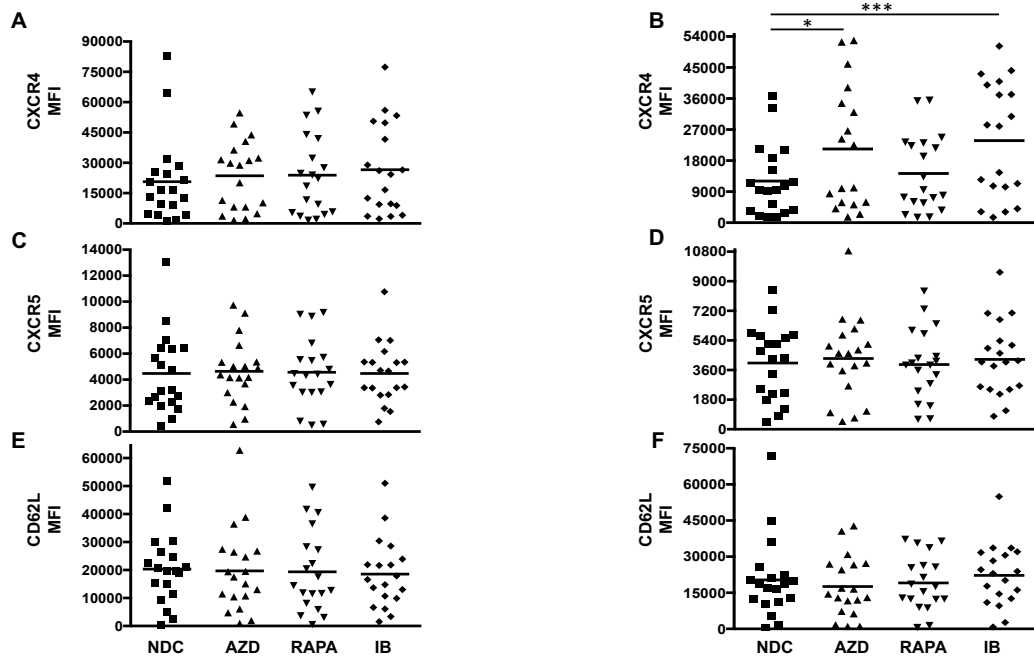 A
CXCR4
MFI
90000
75000
60000
45000
30000
15000
0
B
CXCR4
MFI
54000
45000
36000
27000
18000
9000
0
*
***
C
CXCR5
MFI
14000
12000
10000
8000
6000
4000
2000
0
D
CXCR5
MFI
10800
9000
7200
5400
3600
1800
0
E
CD62L
MFI
60000
50000
40000
30000
20000
10000
0
NDC AZD RAPA IB
F
CD62L
MFI
75000
60000
45000
30000
15000
0
NDC AZD RAPA IB